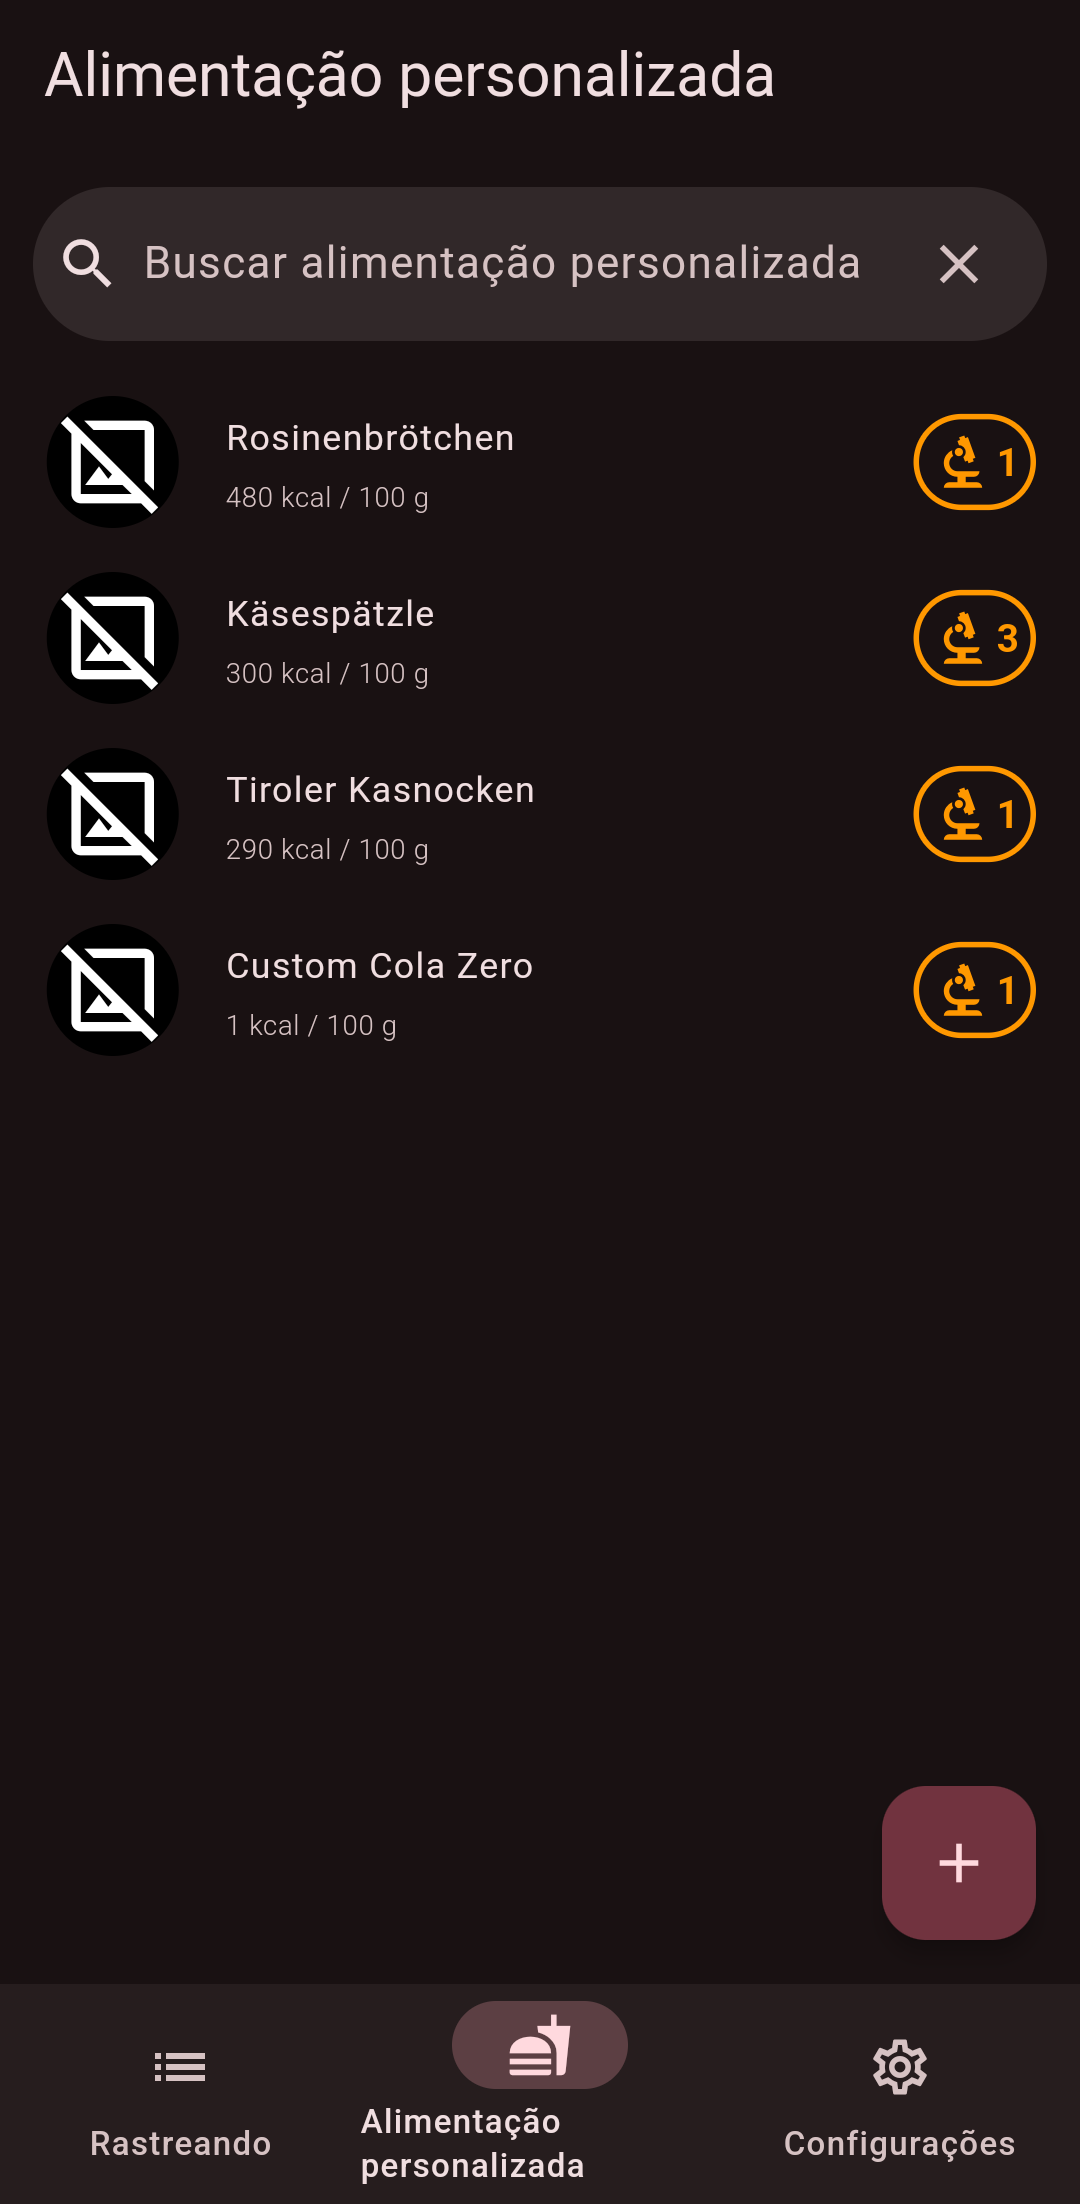 Alimentação personalizada
Buscar alimentação personalizada
Rosinenbrötchen
480 kcal / 100 g
1
Käsespätzle
300 kcal / 100 g
3
Tiroler Kasnocken
290 kcal / 100 g
1
Custom Cola Zero
1 kcal / 100 g
1
Rastreando
Alimentação
personalizada
Configurações